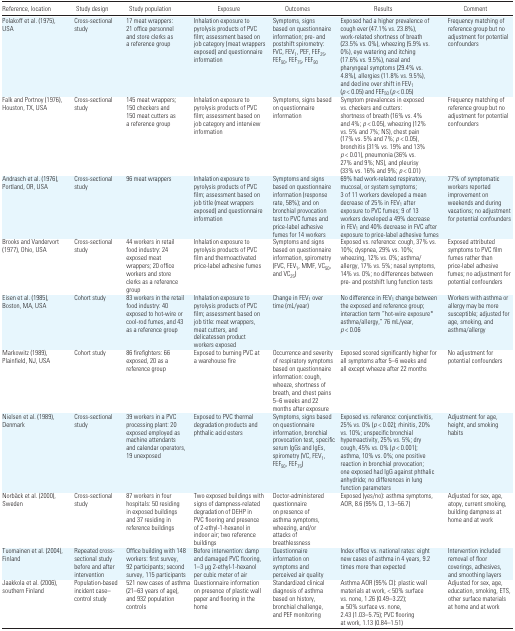 Reference, location Study design Study population Exposure Outcomes Results Comment
Polakoff et al. (1975), USA
Cross-sectional study
17 meat wrappers: 21 office personnel and store clerks as a reference group
Inhalation exposure to pyrolysis products of PVC film; assessment based on job category (meat wrappers exposed) and questionnaire information
Symptoms, signs based on questionnaire information; pre- and postshift spirometry: FVC, FEV1, PEF, FEF25, FEF50, FEF75, FEF90
Exposed had a higher prevalence of cough ever (47.1% vs. 23.8%), work-related shortness of breath (23.5% vs. 0%), wheezing (5.9% vs. 0%), eye watering and itching (17.6% vs. 9.5%), nasal and pharyngeal symptoms (29.4% vs. 4.8%), allergies (11.8% vs. 9.5%), and decline over shift in FEV1 (p < 0.05) and FEF50 (p < 0.05)
Frequency matching of reference group but no adjustment for potential confounders
Falk and Portnoy (1976), Houston, TX, USA
Cross-sectional study
145 meat wrappers; 150 checkers and 150 meat cutters as a reference group
Inhalation exposure to pyrolysis products of PVC film; assessment based on job category and interview information
Symptoms, signs based on questionnaire information
Symptom prevalences in exposed vs. checkers and cutters: shortness of breath (16% vs. 4% and 4%; p < 0.05), wheezing (12% vs. 5% and 7%; NS), chest pain (17% vs. 5% and 7%; p < 0.05), bronchitis (31% vs. 19% and 13% p < 0.01), pneumonia (36% vs. 27% and 9%; NS), and pleurisy (33% vs. 16% and 9%; p < 0.01)
Frequency matching of reference group but no adjustment for potential confounders
Andrasch et al. (1976), Portland, OR, USA
Cross-sectional study
96 meat wrappers
Inhalation exposure to pyrolysis products of PVC film; assessment based on job title (meat wrappers exposed) and questionnaire information
Symptoms and signs based on questionnaire information (response rate, 58%); and on bronchial provocation test to PVC fumes and price-label adhesive fumes for 14 workers
69% had work-related respiratory, mucosal, or system symptoms; 3 of 11 workers developed a mean decrease of 25% in FEV1 after exposure to PVC fumes; 9 of 13 workers developed a 49% decrease in FEV1 and 40% decrease in FVC after exposure to price-label adhesive fumes
77% of symptomatic workers reported improvement on weekends and during vacations; no adjustment for potential confounders
Brooks and Vandervort (1977), Ohio, USA
Cross-sectional study
44 workers in retail food industry: 24 exposed meat wrappers; 20 office workers and store clerks as a reference group
Inhalation exposure to pyrolysis products of PVC film and thermoactivated price-label adhesive fumes
Symptoms and signs based on questionnaire information, spirometry (FVC, FEV1, MMF, VC50, and VC25)
Exposed vs. reference: cough, 37% vs. 10%; dyspnea, 29% vs. 10%; wheezing, 12% vs. 0%; asthma/allergy, 17% vs. 5%; nasal symptoms, 14% vs. 0%; no differences between pre- and postshift lung function tests
Exposed attributed symptoms to PVC film fumes rather than price-label adhesive fumes; no adjustment for potential confounders
Eisen et al. (1985), Boston, MA, USA
Cohort study
83 workers in the retail food industry: 40 exposed to hot-wire or cool-rod fumes, and 43 as a reference group
Inhalation exposure to pyrolysis products of PVC film; assessment based on job title: meat wrappers, meat cutters, and delicatessen product workers exposed
Change in FEV1 over time (mL/year)
No difference in FEV1 change between the exposed and reference group; interaction term "hot-wire exposure* asthma/allergy," 76 mL/year, p < 0.06
Workers with asthma or allergy may be more susceptible; adjusted for age, smoking, and asthma/allergy
Markowitz (1989), Plainfield, NJ, USA
Cohort study
86 firefighters: 66 exposed, 20 as a reference group
Exposed to burning PVC at a warehouse fire
Occurrence and severity of respiratory symptoms based on questionnaire information: cough, wheeze, shortness of breath, and chest pains 5–6 weeks and 22 months after exposure
Exposed scored significantly higher for all symptoms after 5–6 weeks and all except wheeze after 22 months
No adjustment for potential confounders
Nielsen et al. (1989), Denmark
Cross-sectional study
39 workers in a PVC processing plant: 20 exposed employed as machine attendants and calendar operators, 19 unexposed
Exposed to PVC thermal degradation products and phthalic acid esters
Symptoms, signs based on questionnaire information, bronchial provocation test, specific serum IgGs and IgEs, spirometry (VC, FEV1, FEF50, FEF75)
Exposed vs. reference: conjunctivitis, 25% vs. 0% (p < 0.02), rhinitis, 20% vs. 10%; unspecific bronchial hyperreactivity, 25% vs. 5%; dry cough, 45% vs. 0% (p < 0.001); asthma, 10% vs. 0%; one positive reaction in bronchial provocation; one exposed had IgG against phthalic anhydride; no differences in lung function parameters
Adjustment for age, height, and smoking habits
Norbäck et al. (2000), Sweden
Cross-sectional study
87 workers in four hospitals: 50 residing in exposed buildings and 37 residing in reference buildings
Two exposed buildings with signs of dampness-related degradation of DEHP in PVC flooring and presence of 2-ethyl-1-hexanol in indoor air; two reference buildings
Doctor-administered questionnaire on presence of asthma symptoms, wheezing, and/or attacks of breathlessness
Exposed (yes/no): asthma symptoms, AOR, 8.6 (95% CI, 1.3–56.7)
Adjusted for sex, age, atopy, current smoking, building dampness at home and at work
Tuomainen et al. (2004), Finland
Repeated cross-sectional study before and after intervention
Office building with 148 workers: first survey, 92 participants; second survey, 115 participants
Before intervention: damp and damaged PVC flooring, 1–3 µg 2-ethyl-1-hexanol per cubic meter of air
Questionnaire information on symptoms and perceived air quality
Index office vs. national rates: eight new cases of asthma in 4 years, 9.2 times more than expected
Intervention included removal of floor coverings, adhesives, and smoothing layers
Jaakkola et al. (2006), southern Finland
Population-based incident case–control study
521 new cases of asthma (21–63 years of age), and 932 population controls
Questionnaire information on presence of plastic wall paper and flooring in the home
Standardized clinical diagnosis of asthma based on history, bronchial challenge, and PEF monitoring
Asthma AOR (95% CI): plastic wall materials at work, < 50% surface vs. none, 1.26 (0.49–3.22); ≥ 50% surface vs. none, 2.43 (1.03–5.75); PVC flooring at work, 1.13 (0.84–1.51)
Adjusted for sex, age, education, smoking, ETS, other surface materials at home and at work